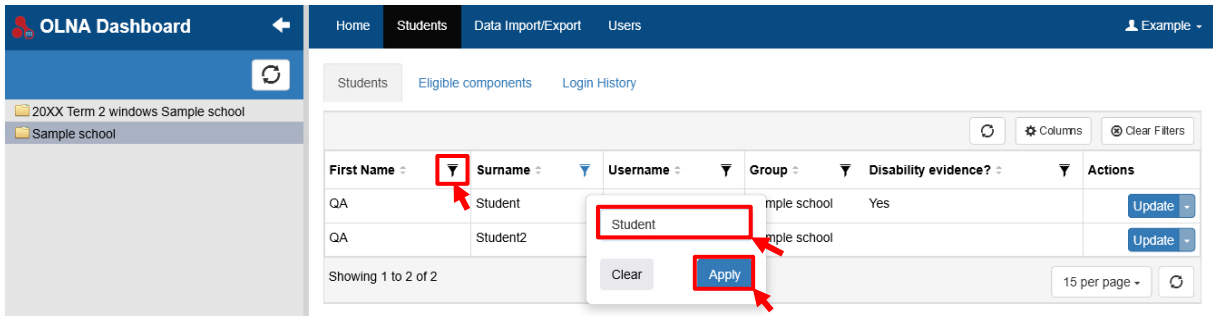 OLNA Dashboard
Home Students Data Import/Export Users Example
Students Eligible components Login History
20XX Term 2 windows Sample school
Sample school
Columns Clear Filters
First Name Surname Username Group Disability evidence? Actions
QA Student mple school Yes Update
Student
QA Student2 mple school Update
Showing 1 to 2 of 2
Clear Apply
15 per page